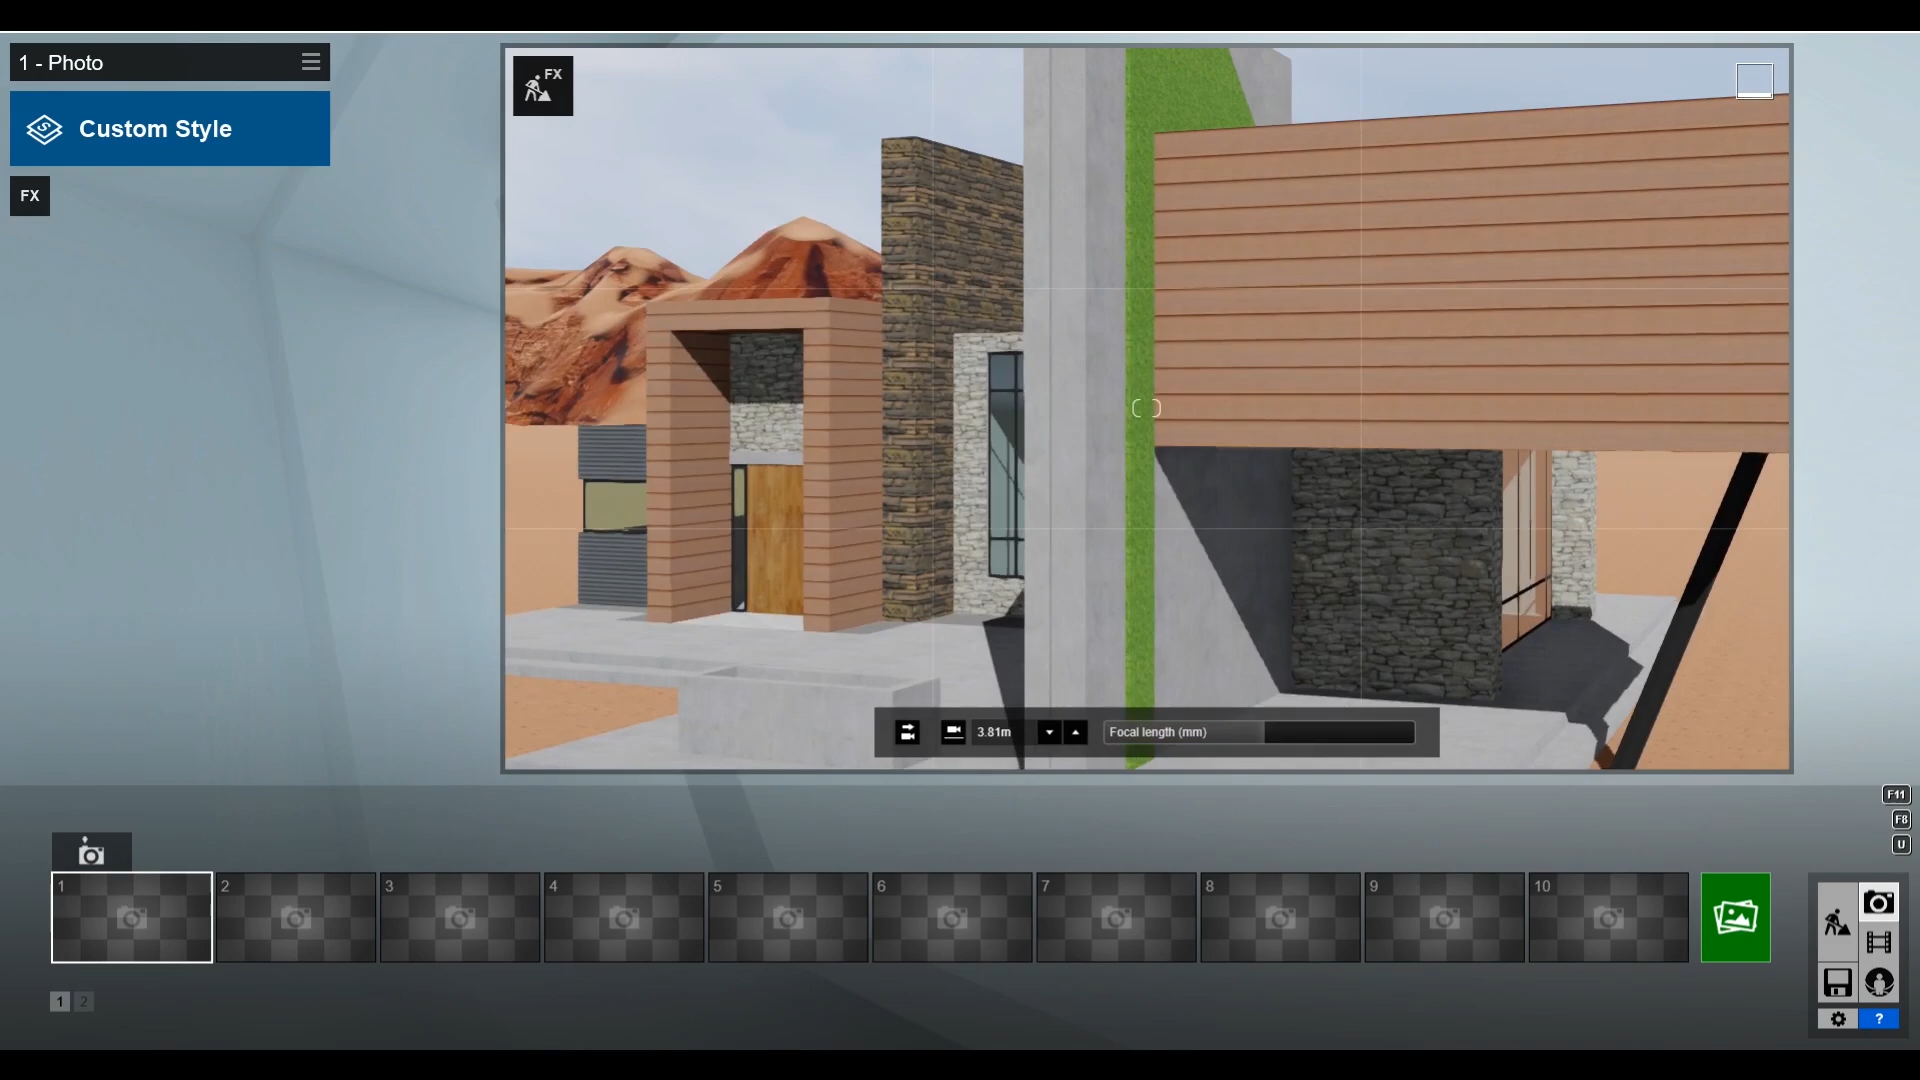 1 - Photo
Custom Style
FX
FX
3.81m
Focal length (mm)
F11
F8
U
1
2
3
4
5
6
7
8
9
10
1
2
?